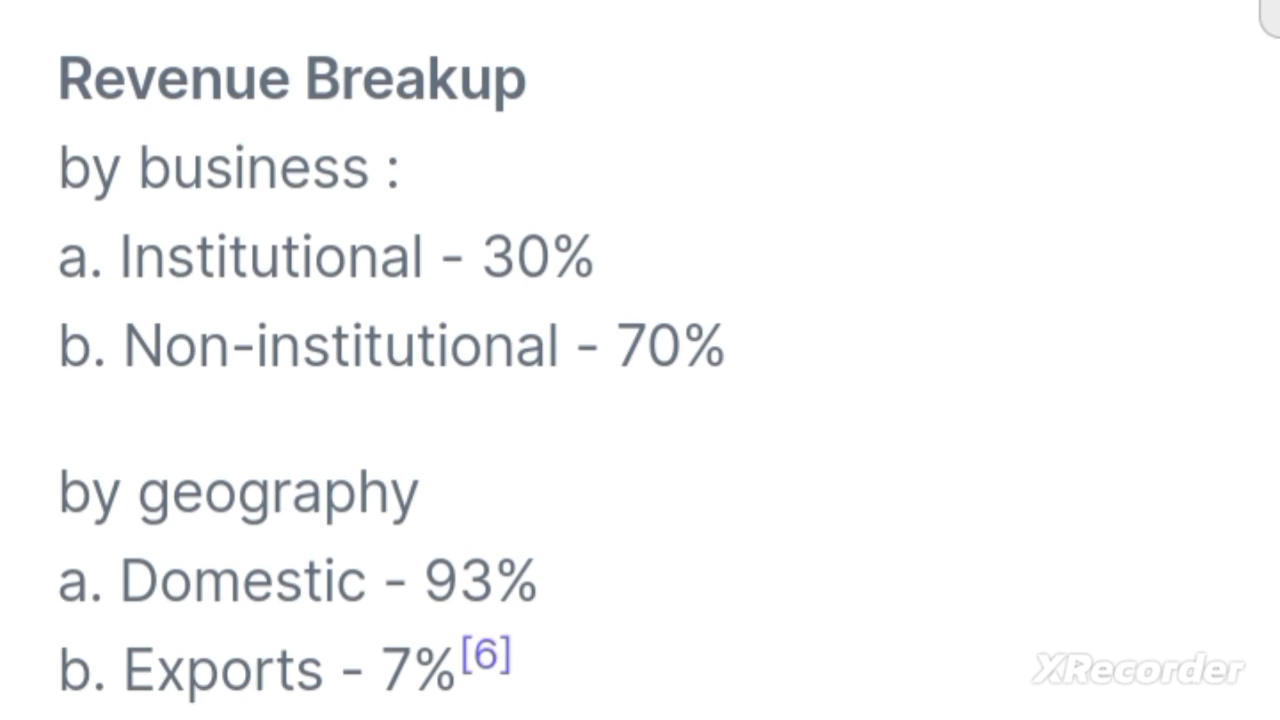 Revenue Breakup
by business :
a. Institutional - 30%
b. Non-institutional - 70%
by geography
a. Domestic - 93%
b. Exports - 7%[6]
XRecorder